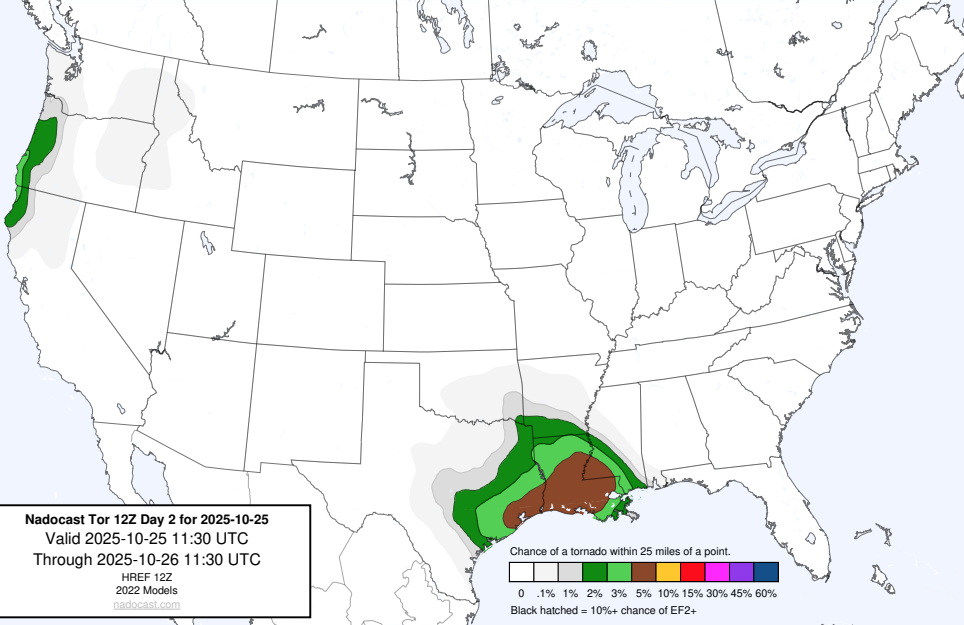 Nadocast Tor 12Z Day 2 for 2025-10-25
Valid 2025-10-25 11:30 UTC
Through 2025-10-26 11:30 UTC
HREF 12Z
2022 Models
nadocast.com
Chance of a tornado within 25 miles of a point.
0 .1% 1% 2% 3% 5% 10% 15% 30% 45% 60%
Black hatched = 10%+ chance of EF2+